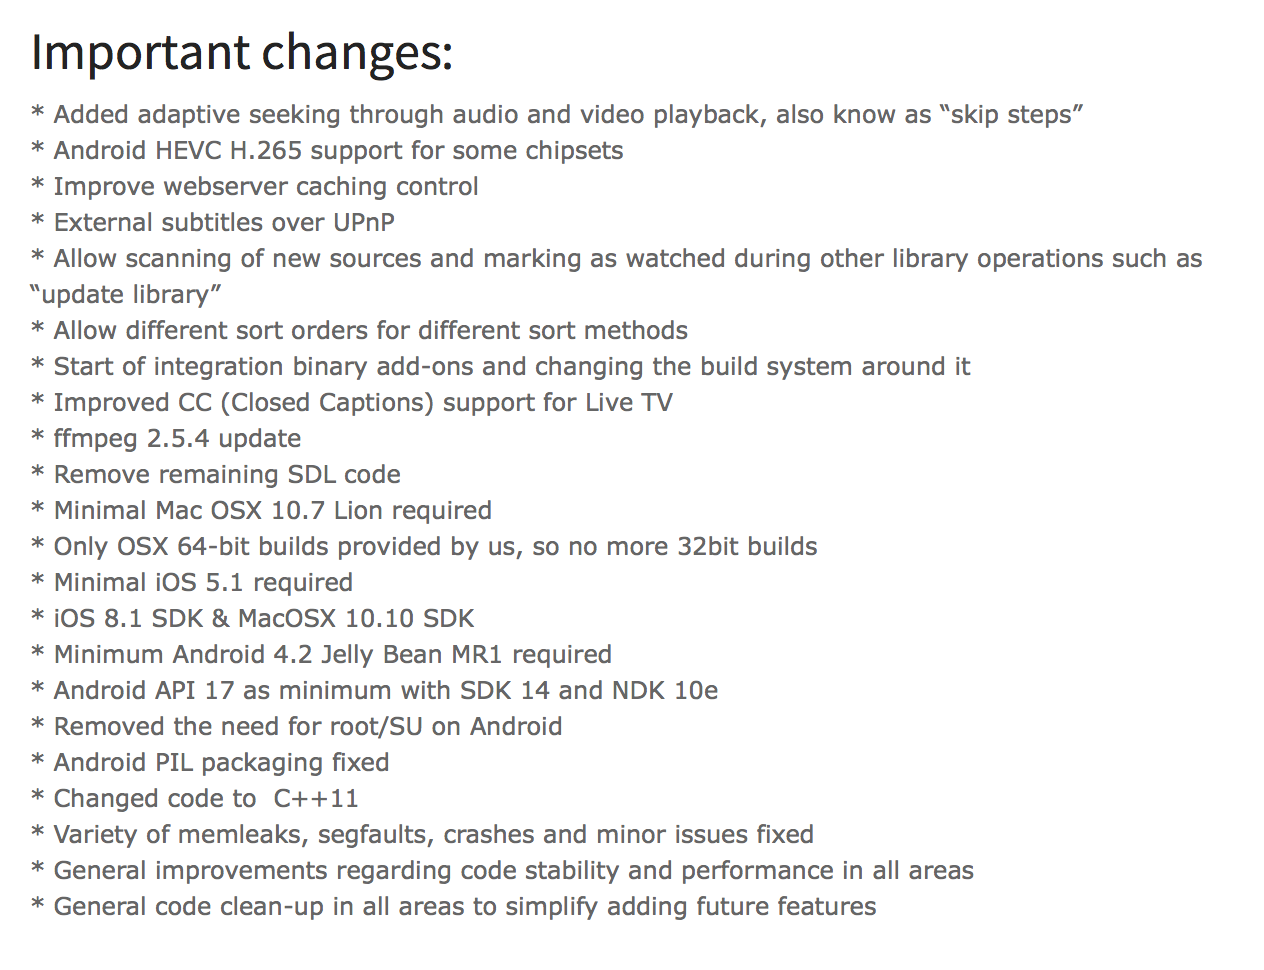 Important changes:
* Added adaptive seeking through audio and video playback, also know as “skip steps”
* Android HEVC H.265 support for some chipsets
* Improve webserver caching control
* External subtitles over UPnP
* Allow scanning of new sources and marking as watched during other library operations such as
“update library”
* Allow different sort orders for different sort methods
* Start of integration binary add-ons and changing the build system around it
* Improved CC (Closed Captions) support for Live TV
* ffmpeg 2.5.4 update
* Remove remaining SDL code
* Minimal Mac OSX 10.7 Lion required
* Only OSX 64-bit builds provided by us, so no more 32bit builds
* Minimal iOS 5.1 required
* iOS 8.1 SDK & MacOSX 10.10 SDK
* Minimum Android 4.2 Jelly Bean MR1 required
* Android API 17 as minimum with SDK 14 and NDK 10e
* Removed the need for root/SU on Android
* Android PIL packaging fixed
* Changed code to  C++11
* Variety of memleaks, segfaults, crashes and minor issues fixed
* General improvements regarding code stability and performance in all areas
* General code clean-up in all areas to simplify adding future features